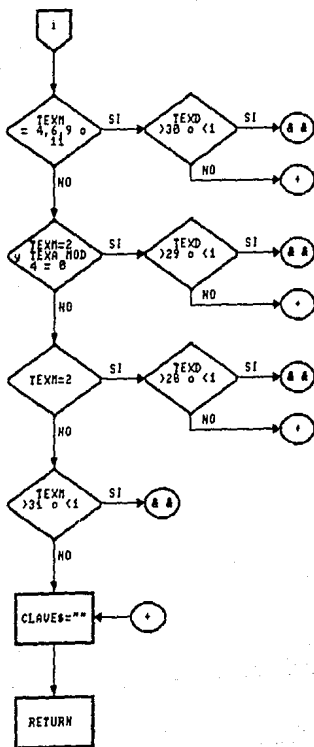 i
TEXM
= 4,6,9 o
11
SI
TEXD
>30 o <1
SI
& &
NO
+
NO
TEXM=2
y TEXA MOD
4 = 0
SI
TEXD
>29 o <1
SI
& &
NO
+
NO
TEXM=2
SI
TEXD
>28 o <1
SI
& &
NO
+
NO
TEXM
>31 o <1
SI
& &
NO
CLAVE$=""
+
RETURN